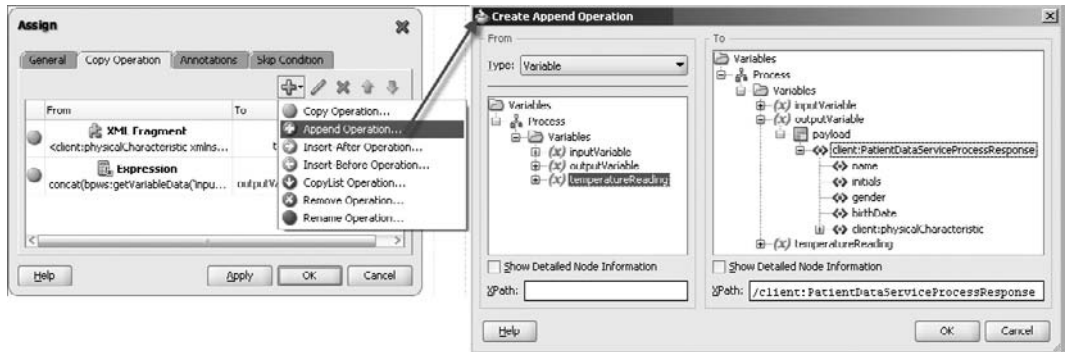 Assign
General Copy Operation Annotations Skip Condition
From To
XML Fragment
<client:physicalCharacteristic xmlns... t
Expression
concat(bpws:getVariableData('inpu... outputV
Copy Operation...
Append Operation...
Insert After Operation...
Insert Before Operation...
CopyList Operation...
Remove Operation...
Rename Operation...
Help Apply OK Cancel
Create Append Operation
From
Type: Variable
Variables
Process
Variables
(x) inputVariable
(x) outputVariable
(x) temperatureReading
Show Detailed Node Information
XPath:
To
Variables
Process
Variables
(x) inputVariable
(x) outputVariable
payload
client:PatientDataServiceProcessResponse
name
initials
gender
birthDate
client:physicalCharacteristic
(x) temperatureReading
Show Detailed Node Information
XPath: /client:PatientDataServiceProcessResponse
Help OK Cancel